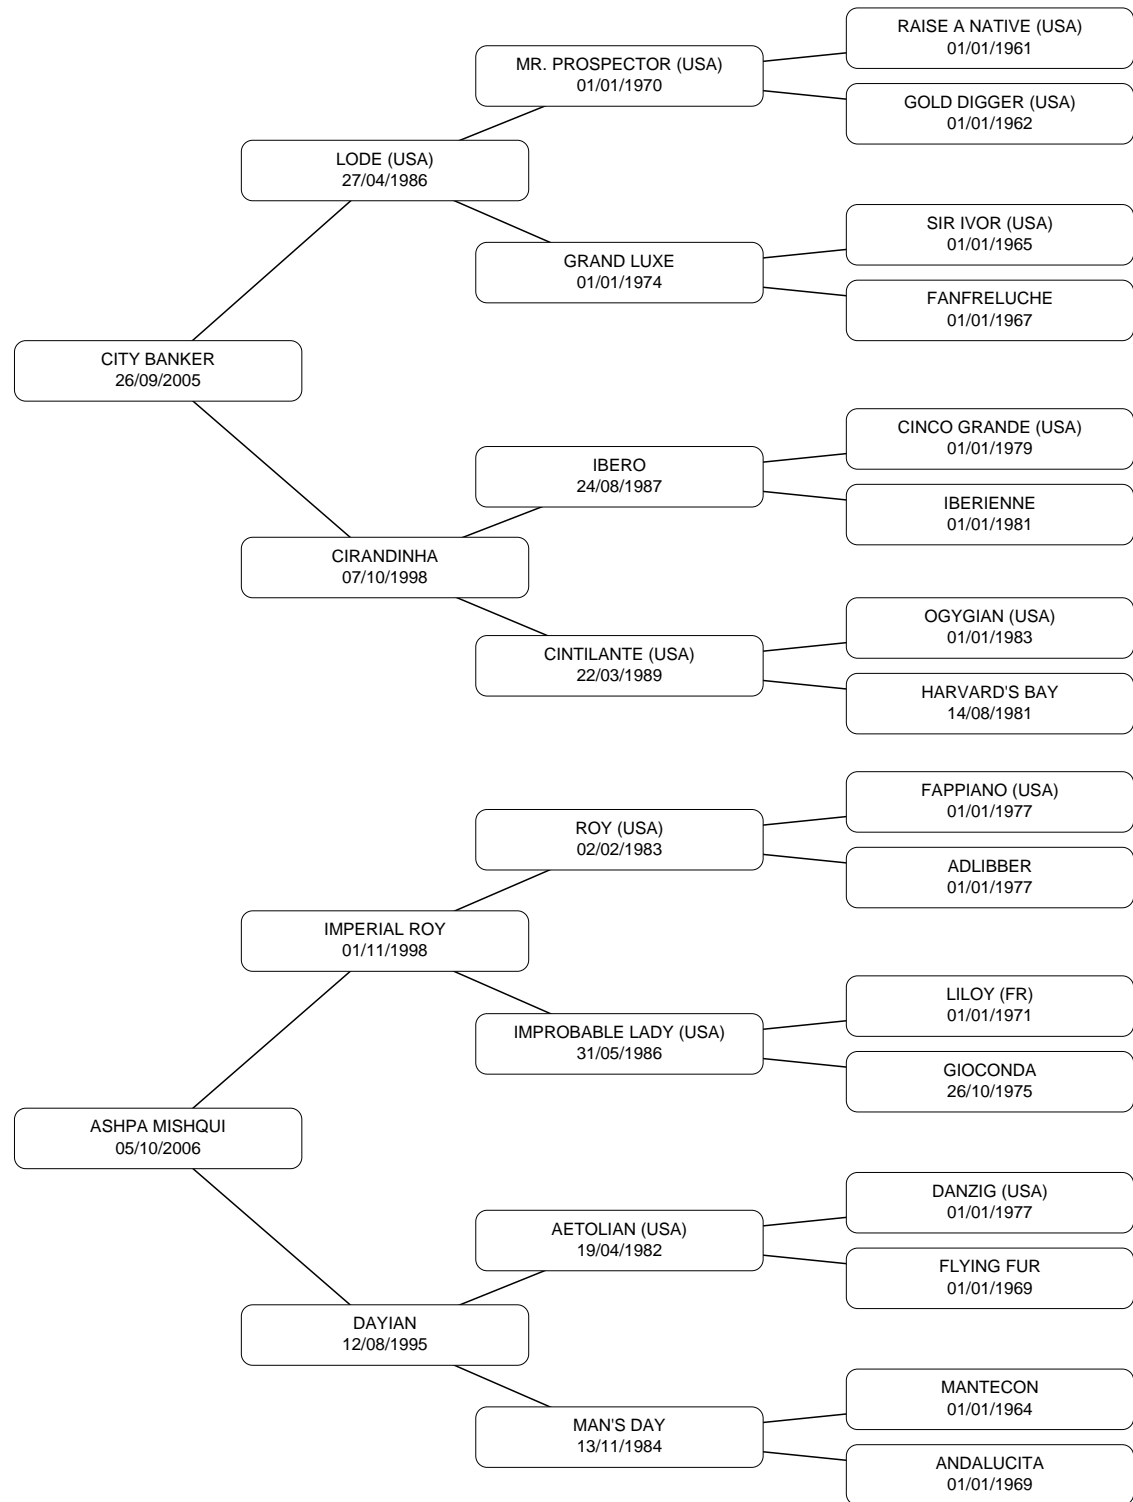 RAISE A NATIVE (USA)
01/01/1961
MR. PROSPECTOR (USA)
01/01/1970
GOLD DIGGER (USA)
01/01/1962
LODE (USA)
27/04/1986
SIR IVOR (USA)
01/01/1965
GRAND LUXE
01/01/1974
FANFRELUCHE
01/01/1967
CITY BANKER
26/09/2005
CINCO GRANDE (USA)
01/01/1979
IBERO
24/08/1987
IBERIENNE
01/01/1981
CIRANDINHA
07/10/1998
OGYGIAN (USA)
01/01/1983
CINTILANTE (USA)
22/03/1989
HARVARD'S BAY
14/08/1981
FAPPIANO (USA)
01/01/1977
ROY (USA)
02/02/1983
ADLIBBER
01/01/1977
IMPERIAL ROY
01/11/1998
LILOY (FR)
01/01/1971
IMPROBABLE LADY (USA)
31/05/1986
GIOCONDA
26/10/1975
ASHPA MISHQUI
05/10/2006
DANZIG (USA)
01/01/1977
AETOLIAN (USA)
19/04/1982
FLYING FUR
01/01/1969
DAYIAN
12/08/1995
MANTECON
01/01/1964
MAN'S DAY
13/11/1984
ANDALUCITA
01/01/1969